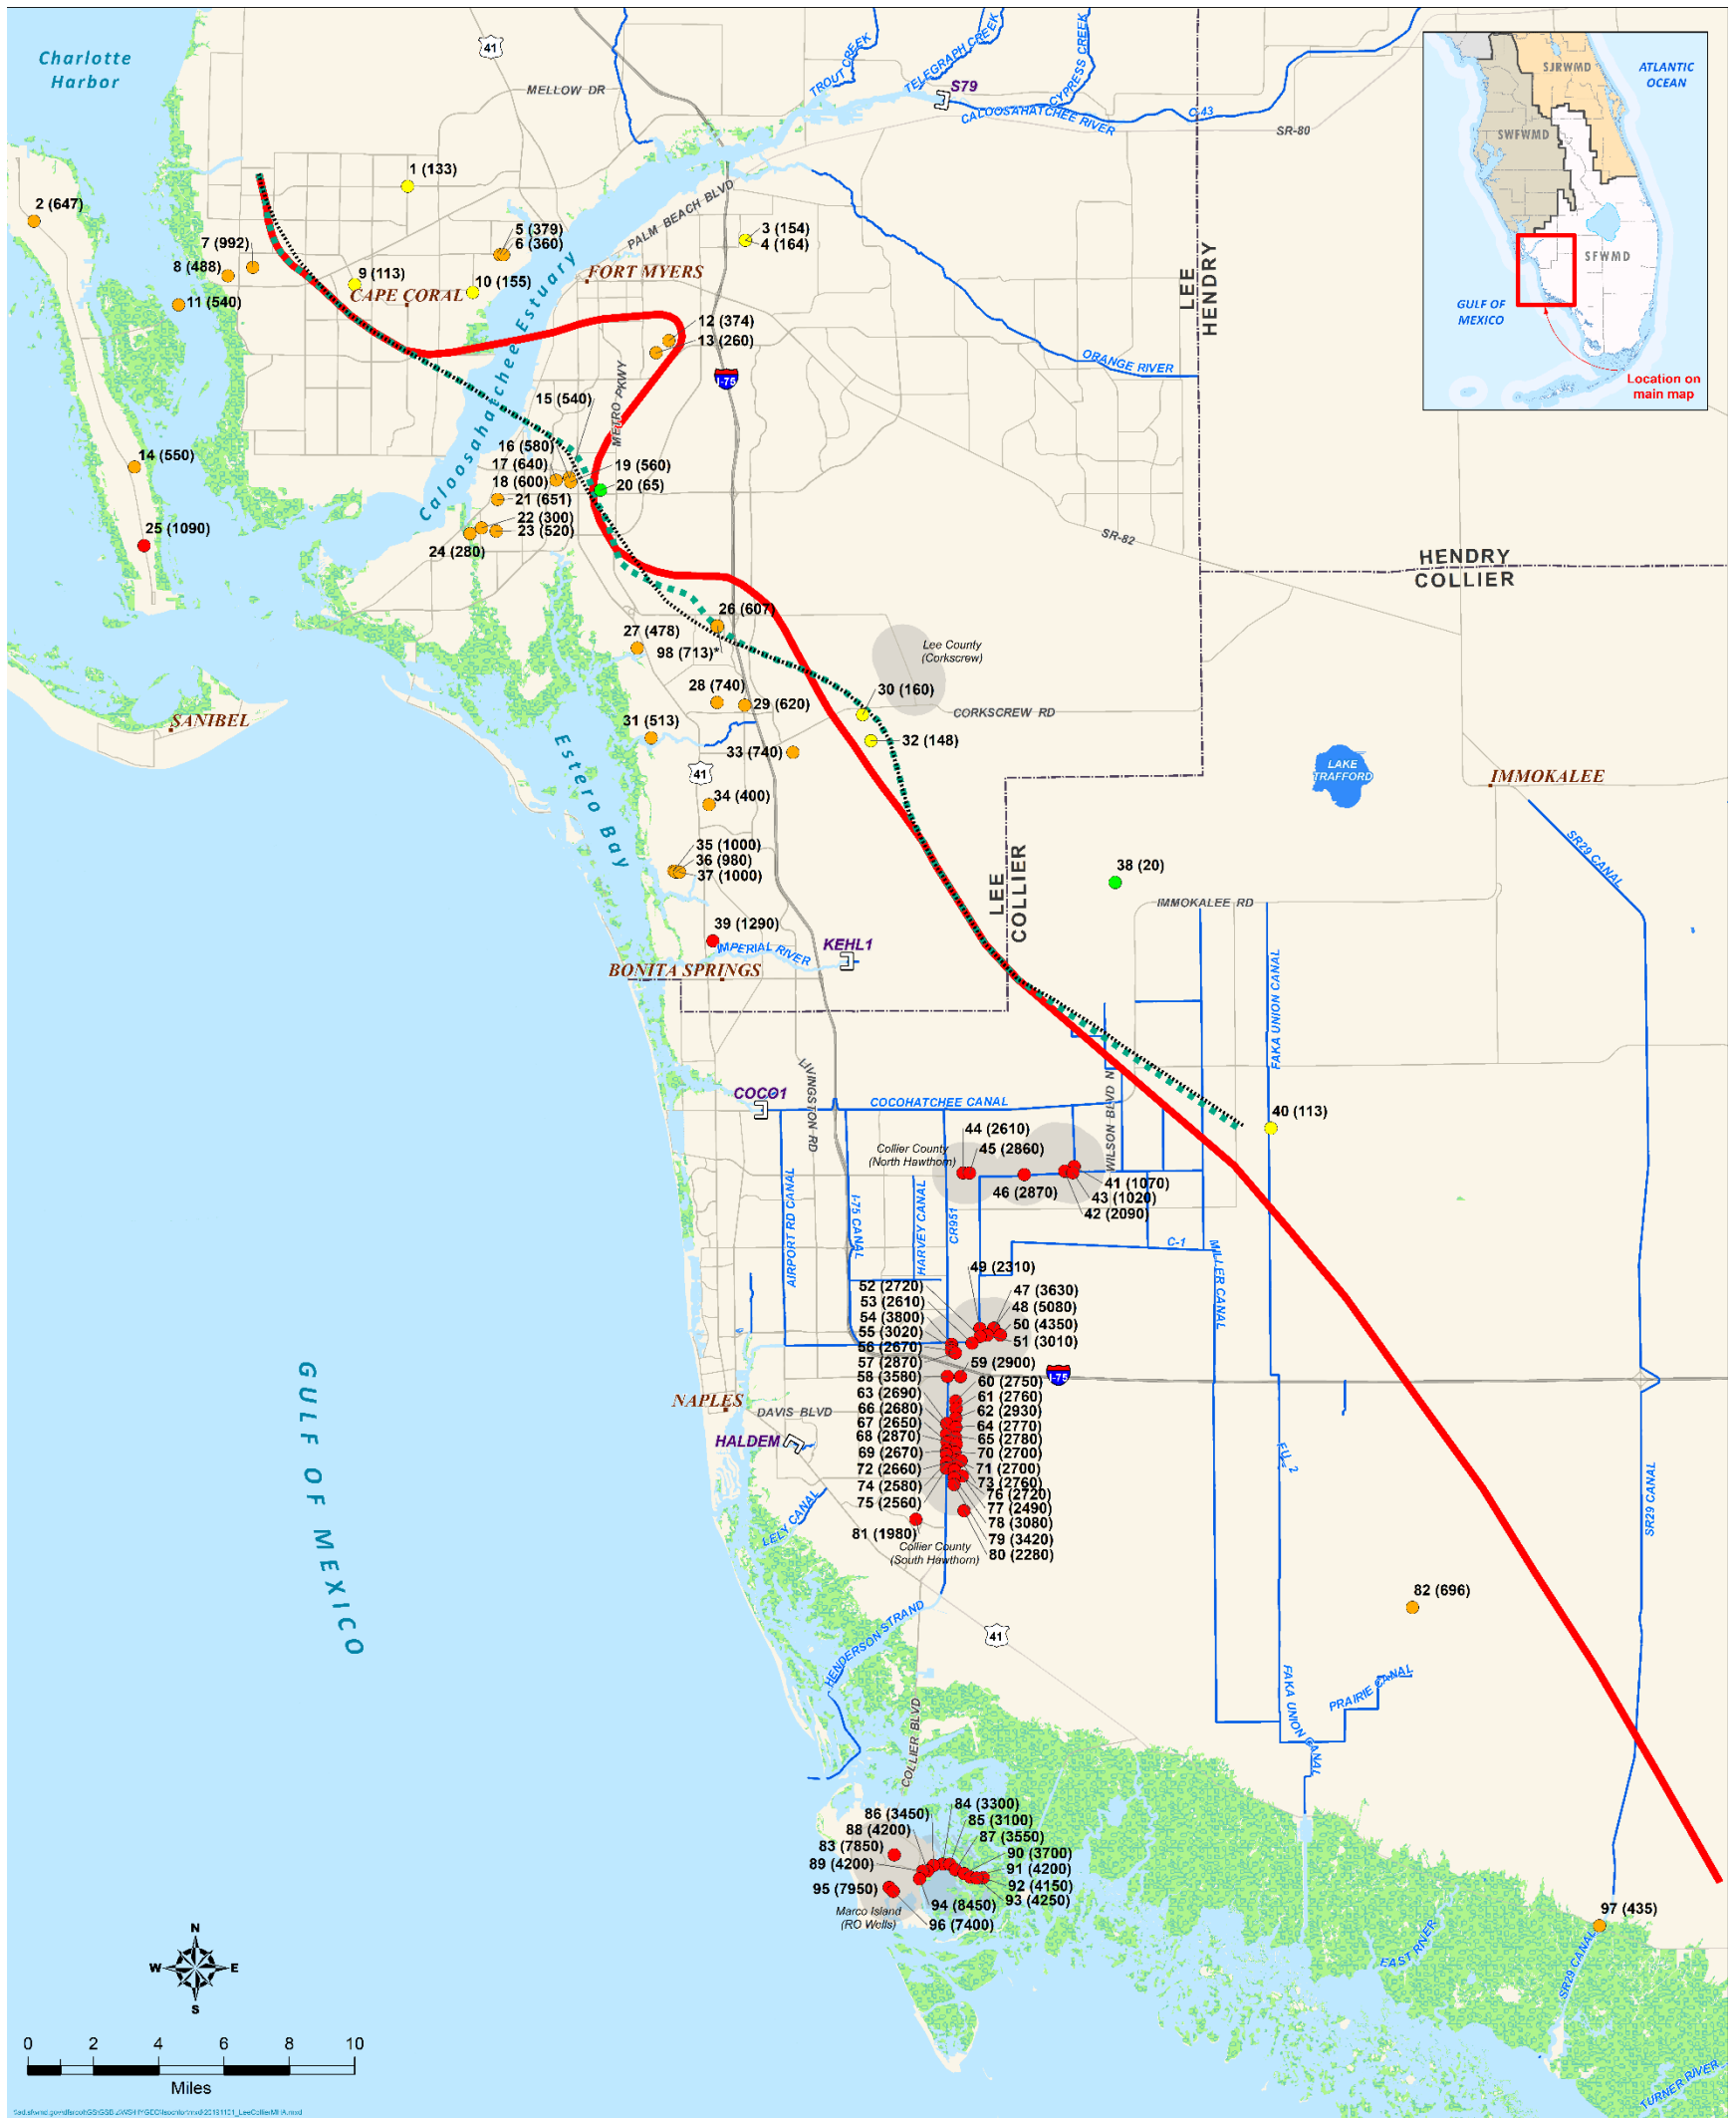 Charlotte
Harbor
41
MELLOW DR
TROUT CREEK
TELEGRAPH CREEK
CYPRESS CREEK
S79
CALOOSAHATCHEE RIVER
C-43
SR-80
SJRWMD
ATLANTIC
OCEAN
SWFWMD
SFWMD
GULF OF
MEXICO
Location on
main map
1 (133)
2 (647)
PALM BEACH BLVD
3 (154)
4 (164)
5 (379)
6 (360)
7 (992)
8 (488)
9 (113)
10 (155)
11 (540)
CAPE CORAL
FORT MYERS
Caloosahatchee Estuary
LEE
HENDRY
12 (374)
13 (260)
ORANGE RIVER
I-75
METRO PKWY
15 (540)
14 (550)
16 (580)
17 (640)
18 (600)
19 (560)
20 (65)
21 (651)
22 (300)
23 (520)
24 (280)
25 (1090)
SR-82
HENDRY
COLLIER
26 (607)
27 (478)
98 (713)*
Lee County
(Corkscrew)
28 (740)
29 (620)
30 (160)
CORKSCREW RD
31 (513)
32 (148)
33 (740)
SANIBEL
Estero Bay
41
LAKE
TRAFFORD
IMMOKALEE
34 (400)
35 (1000)
36 (980)
37 (1000)
LEE
COLLIER
38 (20)
IMMOKALEE RD
SR29 CANAL
39 (1290)
IMPERIAL RIVER
KEHL1
BONITA SPRINGS
FAKA UNION CANAL
LIVINGSTON RD
COCO1
COCOHATCHEE CANAL
WILSON BLVD N
40 (113)
44 (2610)
45 (2860)
Collier County
(North Hawthorn)
46 (2870)
41 (1070)
43 (1020)
42 (2090)
AIRPORT RD CANAL
I-75 CANAL
HARVEY CANAL
CR951
C-1
MILLER CANAL
49 (2310)
52 (2720)
47 (3630)
53 (2610)
48 (5080)
54 (3800)
50 (4350)
55 (3020)
51 (3010)
56 (2670)
57 (2870)
59 (2900)
58 (3580)
60 (2750)
I-75
63 (2690)
61 (2760)
66 (2680)
62 (2930)
67 (2650)
64 (2770)
68 (2870)
65 (2780)
69 (2670)
70 (2700)
72 (2660)
71 (2700)
74 (2580)
73 (2760)
75 (2560)
76 (2720)
77 (2490)
78 (3080)
79 (3420)
80 (2280)
81 (1980)
Collier County
(South Hawthorn)
NAPLES
DAVIS BLVD
HALDEM
LELY CANAL
FU_2
SR29 CANAL
GULF OF MEXICO
82 (696)
41
HENDERSON STRAND
PRAIRIE CANAL
FAKA UNION CANAL
COLLIER BLVD
84 (3300)
86 (3450)
85 (3100)
88 (4200)
87 (3550)
83 (7850)
90 (3700)
89 (4200)
91 (4200)
92 (4150)
95 (7950)
93 (4250)
94 (8450)
Marco Island
(RO Wells)
96 (7400)
97 (435)
EAST RIVER
SR29 CANAL
TURNER RIVER
N
W
E
S
0 2 4 6 8 10
Miles